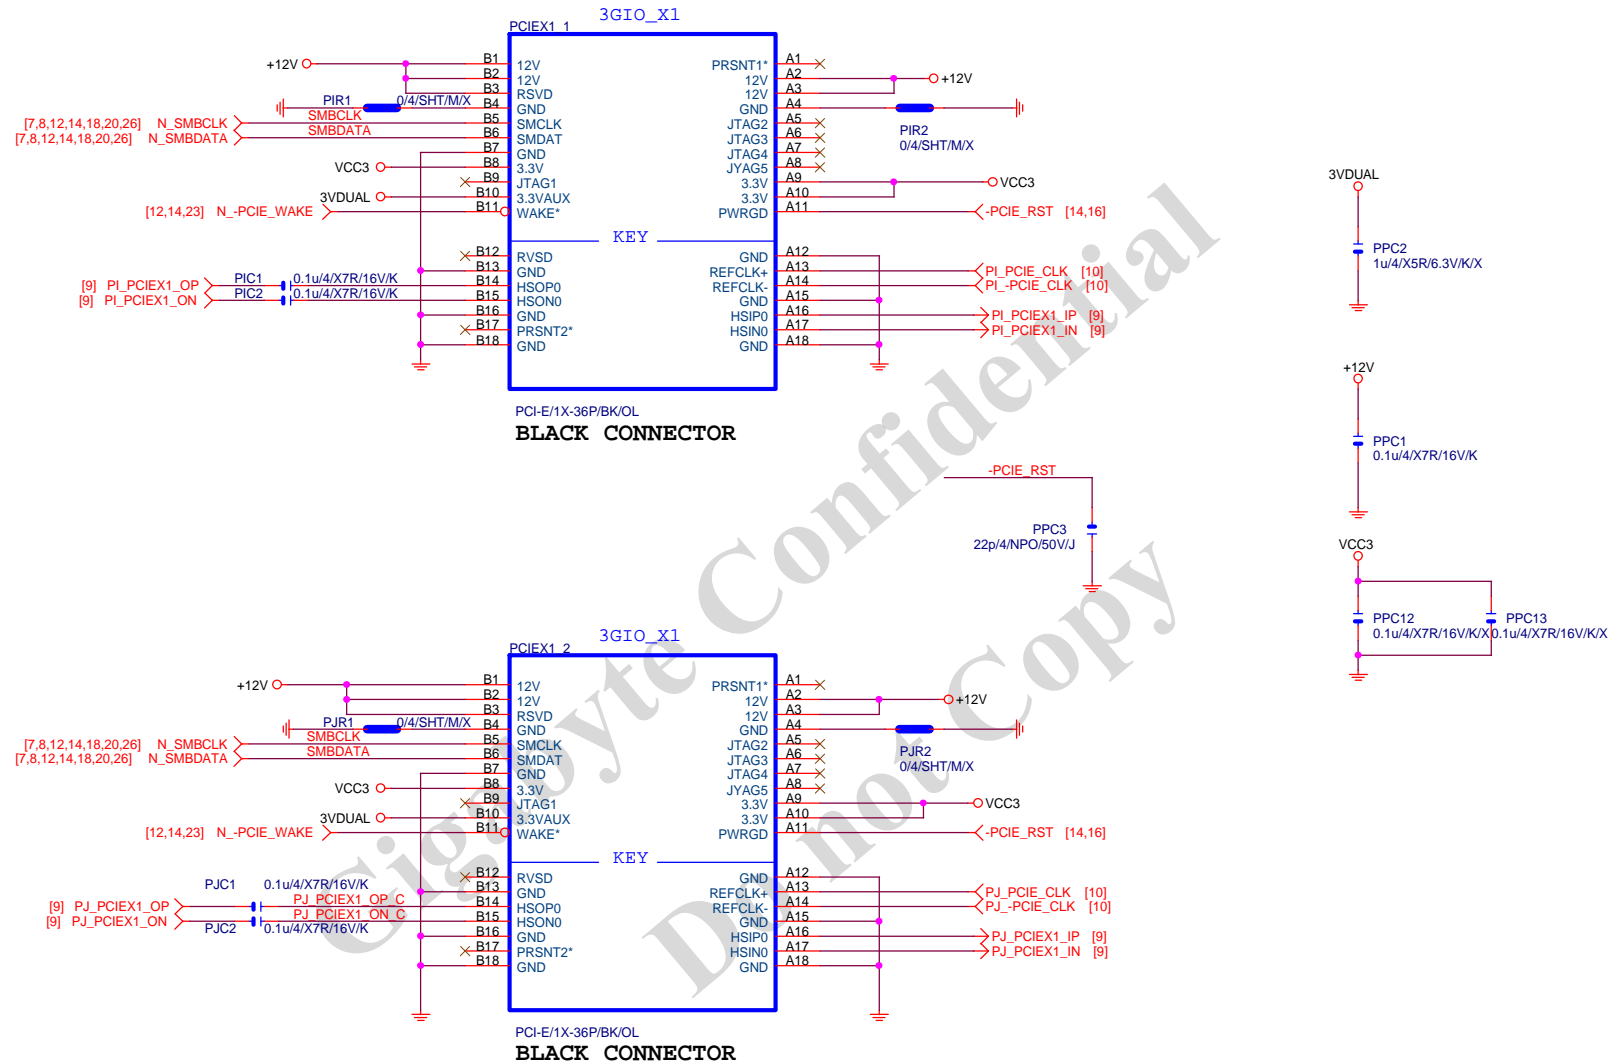 3GIO_X1
PCIEX1_1
+12V
B1 12V
B2 12V
B3 RSVD
PIR1 0/4/SHT/M/X B4 GND
[7,8,12,14,18,20,26] N_SMBCLK SMBCLK B5 SMCLK
[7,8,12,14,18,20,26] N_SMBDATA SMBDATA B6 SMDAT
B7 GND
VCC3 B8 3.3V
B9 JTAG1
3VDUAL B10 3.3VAUX
[12,14,23] N_-PCIE_WAKE B11 WAKE*
KEY
B12 RVSD
B13 GND
[9] PI_PCIEX1_OP PIC1 0.1u/4/X7R/16V/K B14 HSOP0
[9] PI_PCIEX1_ON PIC2 0.1u/4/X7R/16V/K B15 HSON0
B16 GND
B17 PRSNT2*
B18 GND
PRSNT1* A1
12V A2 +12V
12V A3
GND A4
PIR2
0/4/SHT/M/X
JTAG2 A5
JTAG3 A6
JTAG4 A7
JYAG5 A8
3.3V A9 VCC3
3.3V A10
PWRGD A11 -PCIE_RST [14,16]
GND A12
REFCLK+ A13 PI_PCIE_CLK [10]
REFCLK- A14 PI_-PCIE_CLK [10]
GND A15
HSIP0 A16 PI_PCIEX1_IP [9]
HSIN0 A17 PI_PCIEX1_IN [9]
GND A18
PCI-E/1X-36P/BK/OL
BLACK CONNECTOR
3VDUAL
PPC2
1u/4/X5R/6.3V/K/X
+12V
PPC1
0.1u/4/X7R/16V/K
-PCIE_RST
PPC3
22p/4/NPO/50V/J
VCC3
PPC12
0.1u/4/X7R/16V/K/X
PPC13
0.1u/4/X7R/16V/K/X
Gigabyte Confidential
Do not Copy
3GIO_X1
PCIEX1_2
+12V
B1 12V
B2 12V
B3 RSVD
PJR1 0/4/SHT/M/X B4 GND
[7,8,12,14,18,20,26] N_SMBCLK SMBCLK B5 SMCLK
[7,8,12,14,18,20,26] N_SMBDATA SMBDATA B6 SMDAT
B7 GND
VCC3 B8 3.3V
B9 JTAG1
3VDUAL B10 3.3VAUX
[12,14,23] N_-PCIE_WAKE B11 WAKE*
KEY
B12 RVSD
B13 GND
PJC1 0.1u/4/X7R/16V/K
[9] PJ_PCIEX1_OP PJ_PCIEX1_OP_C B14 HSOP0
[9] PJ_PCIEX1_ON PJ_PCIEX1_ON_C B15 HSON0
PJC2 0.1u/4/X7R/16V/K
B16 GND
B17 PRSNT2*
B18 GND
PRSNT1* A1
12V A2 +12V
12V A3
GND A4
PJR2
0/4/SHT/M/X
JTAG2 A5
JTAG3 A6
JTAG4 A7
JYAG5 A8
3.3V A9 VCC3
3.3V A10
PWRGD A11 -PCIE_RST [14,16]
GND A12
REFCLK+ A13 PJ_PCIE_CLK [10]
REFCLK- A14 PJ_-PCIE_CLK [10]
GND A15
HSIP0 A16 PJ_PCIEX1_IP [9]
HSIN0 A17 PJ_PCIEX1_IN [9]
GND A18
PCI-E/1X-36P/BK/OL
BLACK CONNECTOR